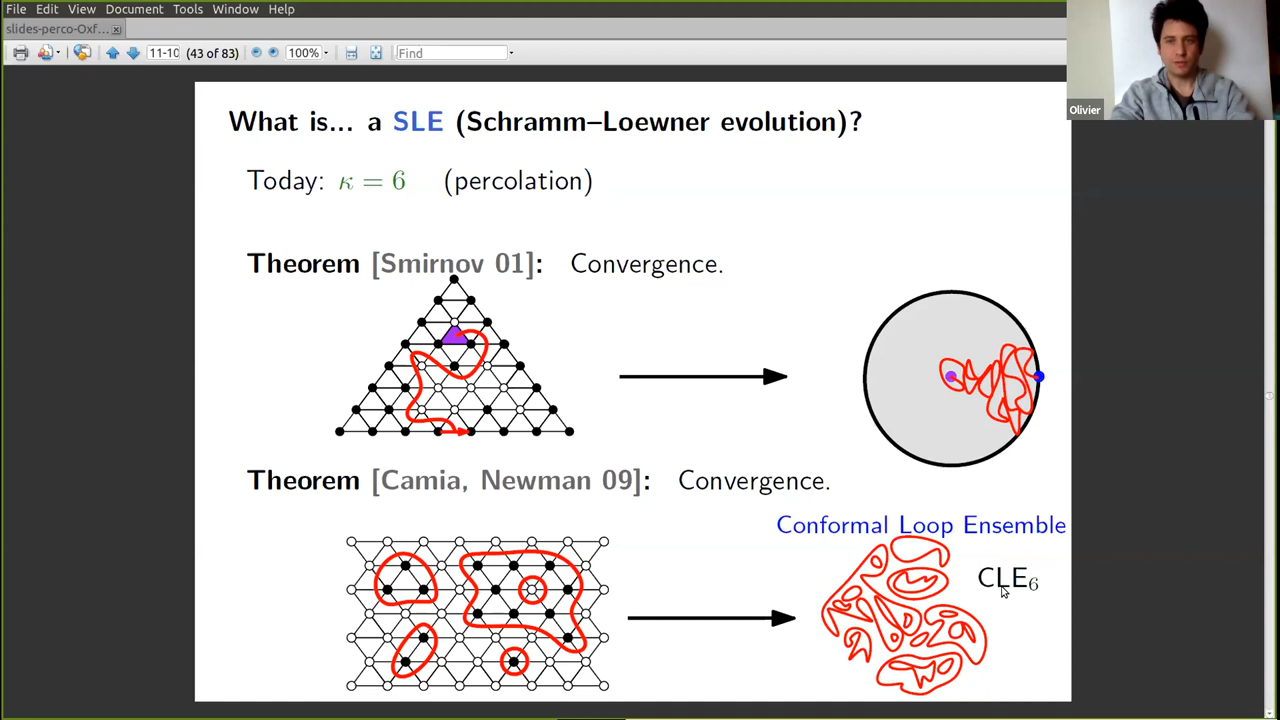 File Edit View Document Tools Window Help
slides-perco-Oxf...
11-10 (43 of 83) 100% Find
Olivier
What is... a SLE (Schramm–Loewner evolution)?
Today: κ = 6 (percolation)
Theorem [Smirnov 01]: Convergence.
Theorem [Camia, Newman 09]: Convergence.
Conformal Loop Ensemble
CLE₆